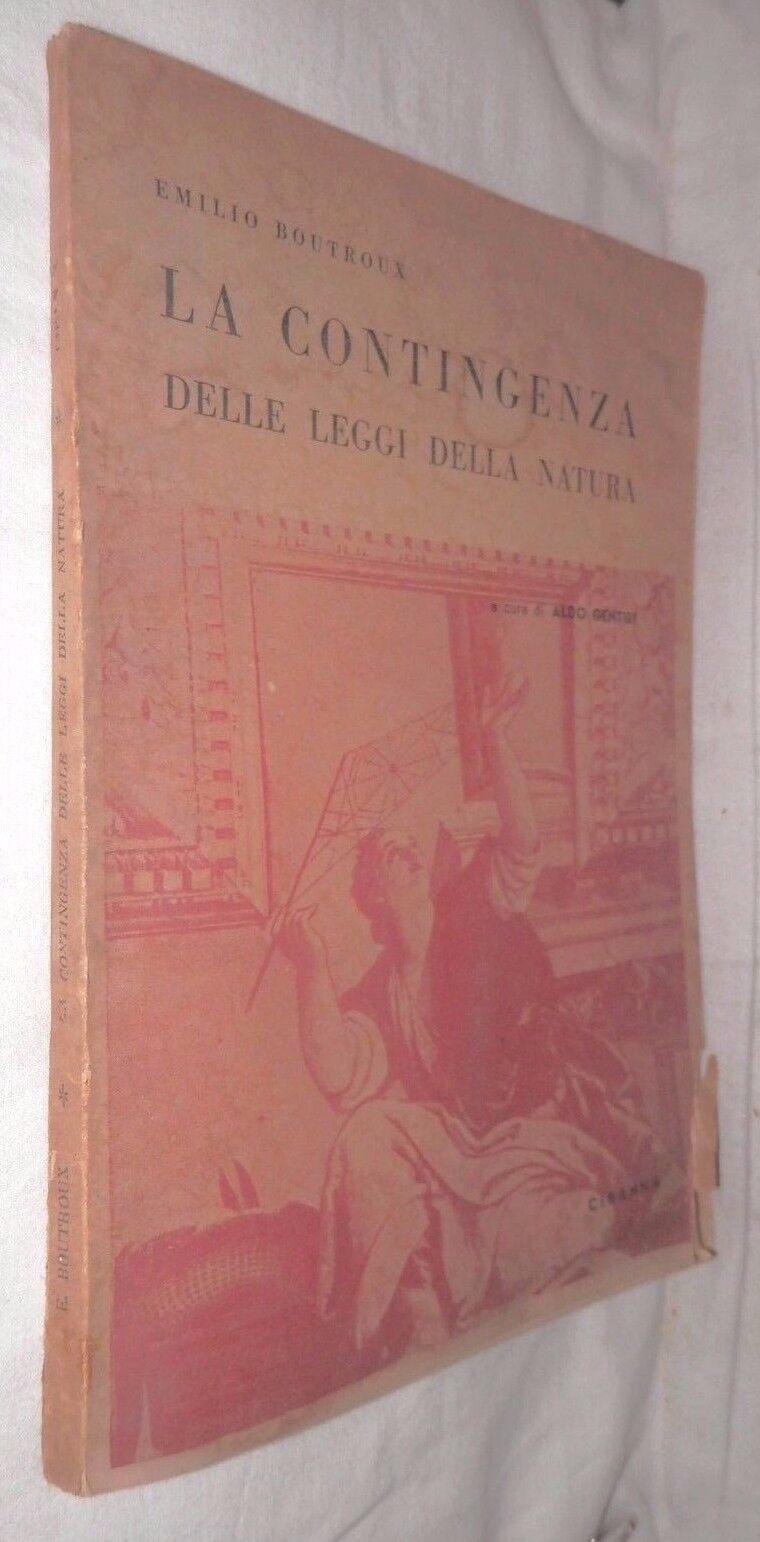 EMILIO BOUTROUX
LA CONTINGENZA
DELLE LEGGI DELLA NATURA
a cura di ALDO GENTILE
CIRANNA
E. BOUTROUX * LA CONTINGENZA DELLE LEGGI DELLA NATURA *